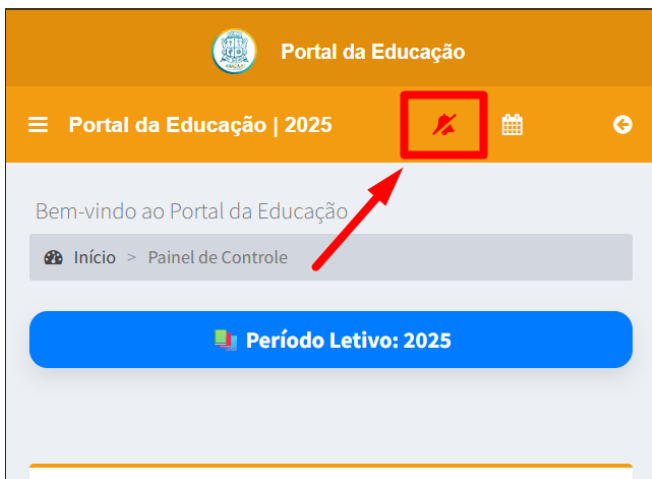 Portal da Educação
Portal da Educação | 2025
Bem-vindo ao Portal da Educação
Início > Painel de Controle
Período Letivo: 2025